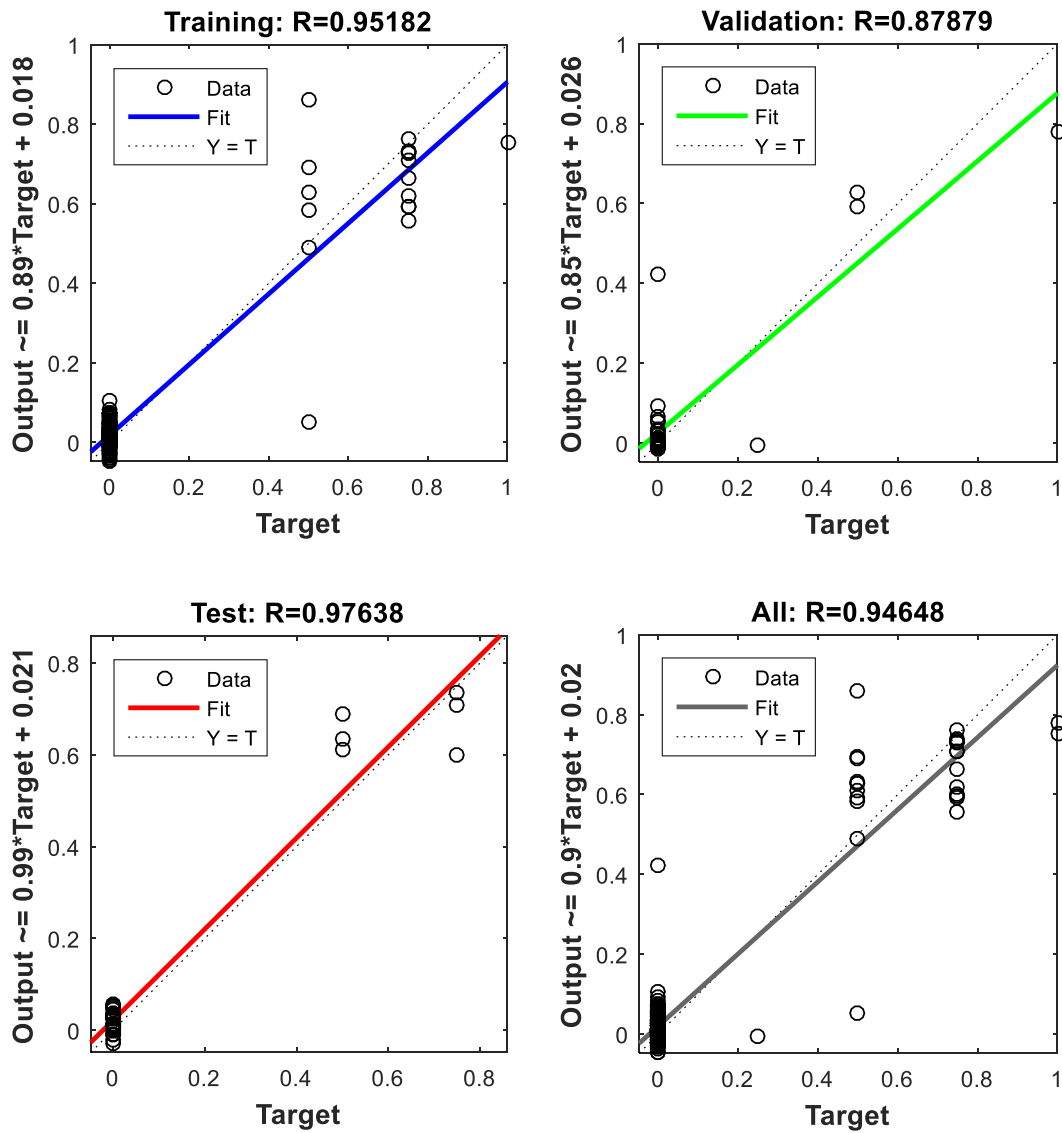 Training: R=0.95182
Output ~= 0.89*Target + 0.018
1
0.8
0.6
0.4
0.2
0
Data
Fit
Y = T
0 0.2 0.4 0.6 0.8 1
Target
Validation: R=0.87879
Output ~= 0.85*Target + 0.026
1
0.8
0.6
0.4
0.2
0
Data
Fit
Y = T
0 0.2 0.4 0.6 0.8 1
Target
Test: R=0.97638
Output ~= 0.99*Target + 0.021
0.8
0.6
0.4
0.2
0
Data
Fit
Y = T
0 0.2 0.4 0.6 0.8
Target
All: R=0.94648
Output ~= 0.9*Target + 0.02
1
0.8
0.6
0.4
0.2
0
Data
Fit
Y = T
0 0.2 0.4 0.6 0.8 1
Target